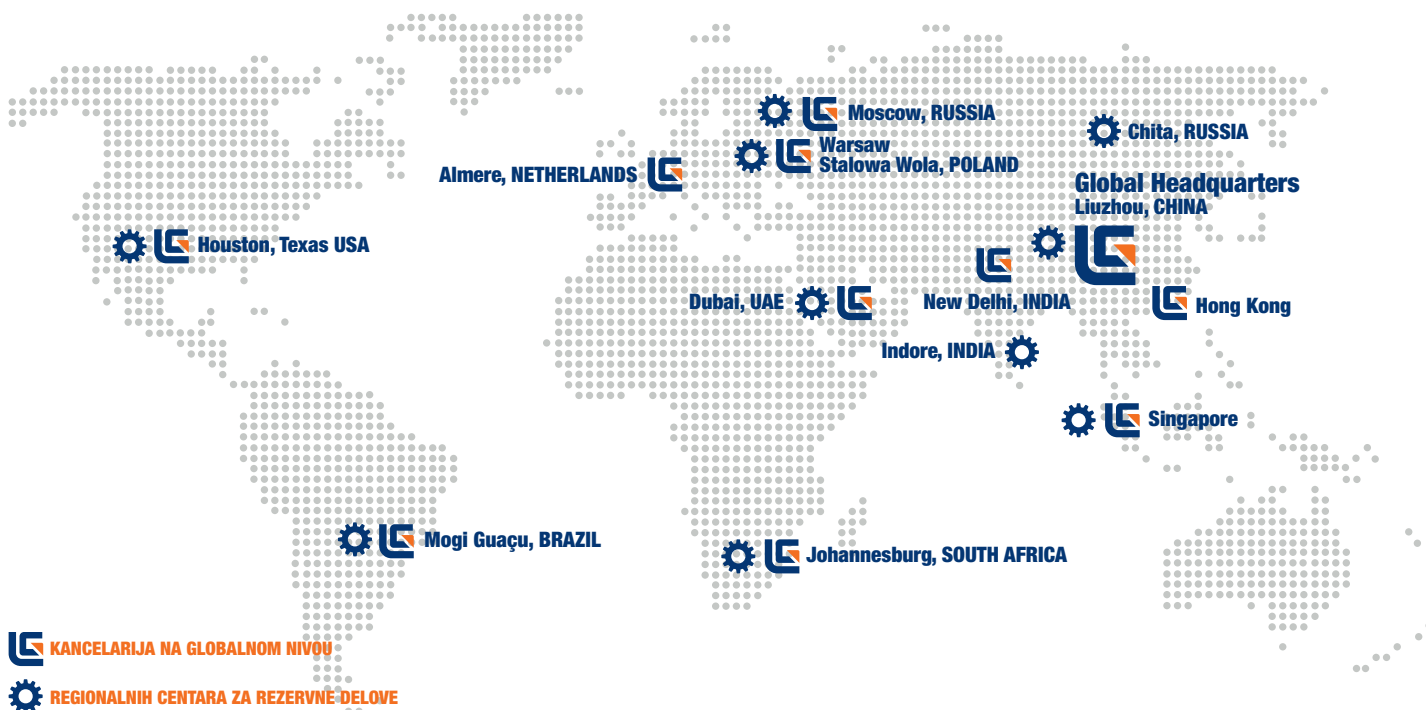 Moscow, RUSSIA
Chita, RUSSIA
Warsaw
Stalowa Wola, POLAND
Almere, NETHERLANDS
Global Headquarters
Liuzhou, CHINA
Houston, Texas USA
Dubai, UAE
New Delhi, INDIA
Hong Kong
Indore, INDIA
Singapore
Mogi Guaçu, BRAZIL
Johannesburg, SOUTH AFRICA
KANCELARIJA NA GLOBALNOM NIVOU
REGIONALNIH CENTARA ZA REZERVNE DELOVE